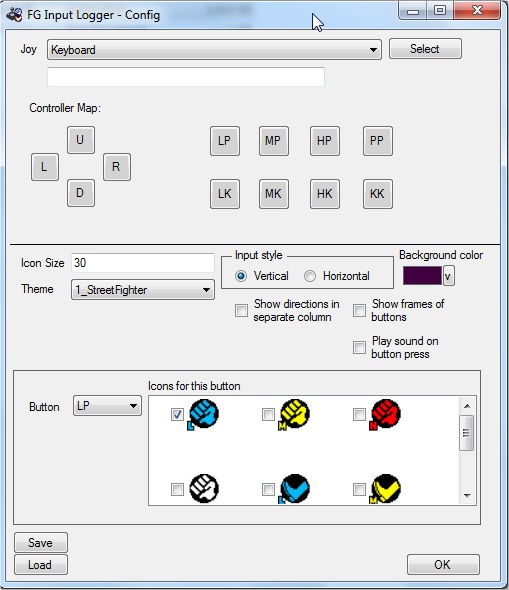 FG Input Logger - Config
Joy Keyboard Select
Controller Map:
U
L R
D
LP MP HP PP
LK MK HK KK
Icon Size 30
Theme 1_StreetFighter
Input style
Vertical Horizontal
Background color
v
Show directions in
separate column
Show frames of
buttons
Play sound on
button press
Icons for this button
Button LP
L M H
L M
Save
Load
OK